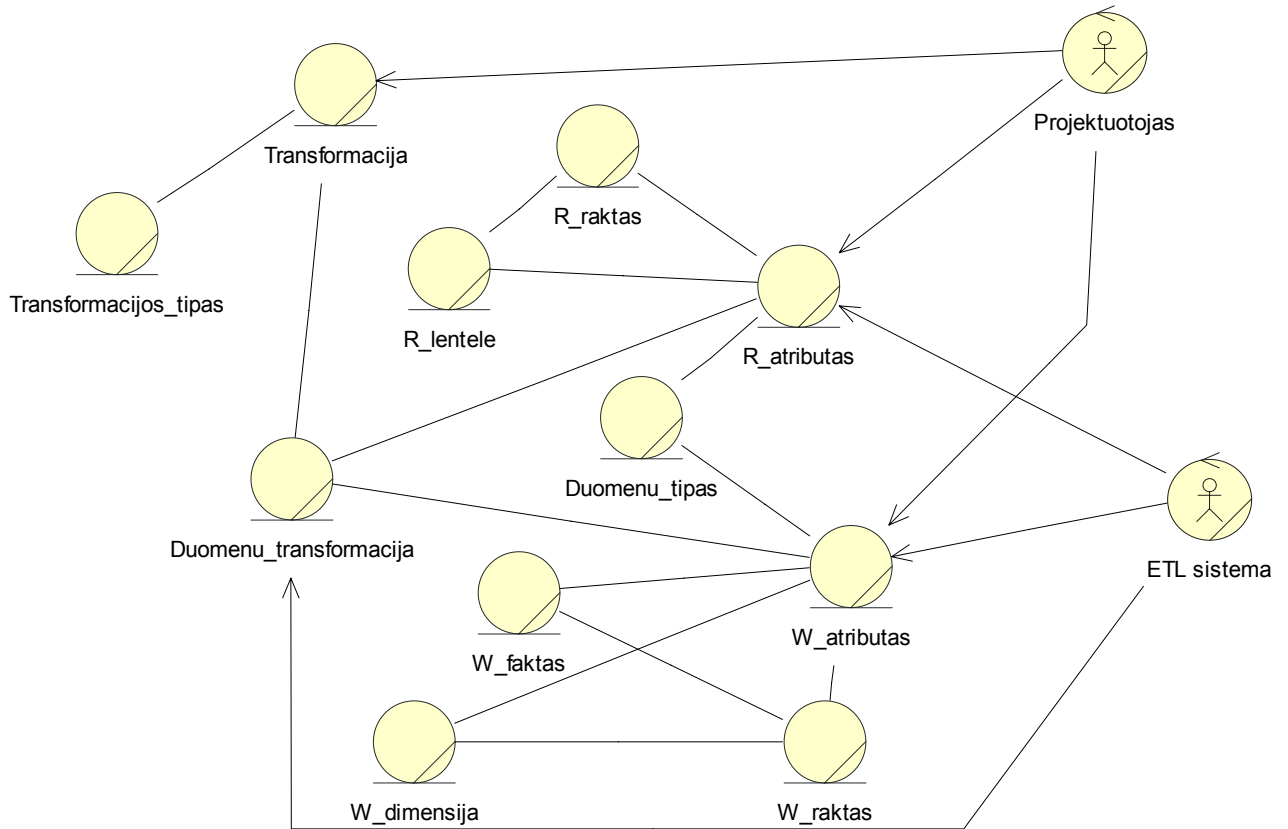 Projektuotojas
Transformacija
R_raktas
Transformacijos_tipas
R_lentele
R_atributas
Duomenu_tipas
Duomenu_transformacija
ETL sistema
W_atributas
W_faktas
W_dimensija
W_raktas